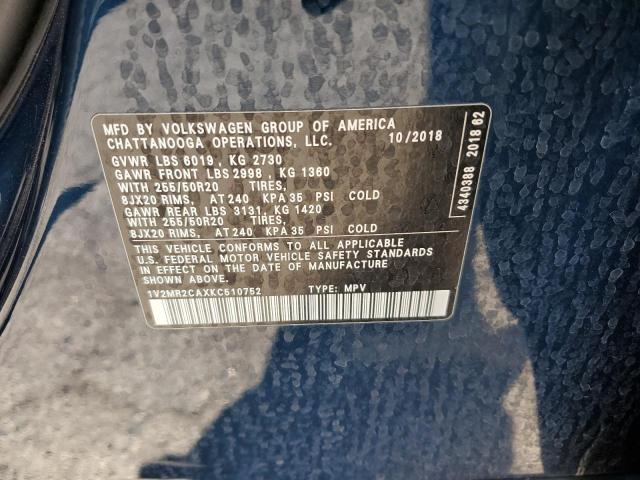 MFD BY VOLKSWAGEN GROUP OF AMERICA
CHATTANOOGA OPERATIONS, LLC. 10/2018
GVWR LBS 6019 , KG 2730
GAWR FRONT LBS 2998 , KG 1360
WITH 255/50R20 TIRES,
8JX20 RIMS, AT 240 KPA 35 PSI COLD
GAWR REAR LBS 3131, KG 1420
WITH 255/50R20 TIRES,
8JX20 RIMS, AT 240 KPA 35 PSI COLD
THIS VEHICLE CONFORMS TO ALL APPLICABLE
U.S. FEDERAL MOTOR VEHICLE SAFETY STANDARDS
IN EFFECT ON THE DATE OF MANUFACTURE
SHOWN ABOVE.
1V2MR2CAXKC510752 TYPE: MPV
4340388 2018 62